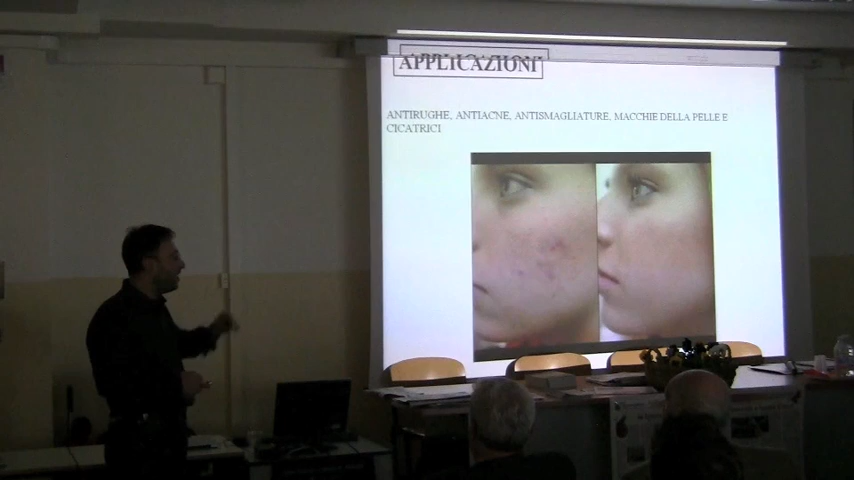 APPLICAZIONI
ANTIRUGHE, ANTIACNE, ANTISMAGLIATURE, MACCHIE DELLA PELLE E
CICATRICI